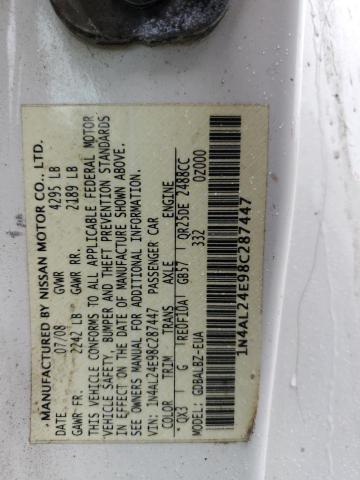 MANUFACTURED BY NISSAN MOTOR CO., LTD.
DATE 07/08 GVWR 4295 LB
GAWR FR. 2242 LB GAWR RR. 2189 LB
THIS VEHICLE CONFORMS TO ALL APPLICABLE FEDERAL MOTOR
VEHICLE SAFETY, BUMPER AND THEFT PREVENTION STANDARDS
IN EFFECT ON THE DATE OF MANUFACTURE SHOWN ABOVE.
SEE OWNERS MANUAL FOR ADDITIONAL INFORMATION.
VIN: 1N4AL24E98C287447 PASSENGER CAR
COLOR TRIM TRANS AXLE ENGINE
QX3 G RE0F10A GB57 QR25DE 2488CC
MODEL: GDBALBZ-EUA 332 0Z000
1N4AL24E98C287447